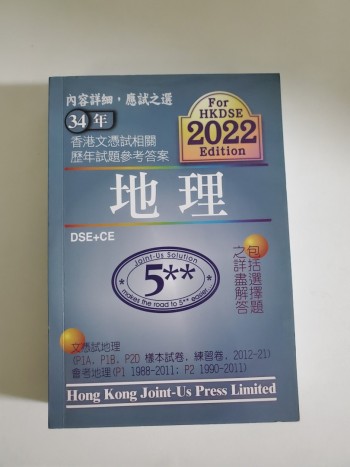 內容詳細，應試之選
34年
香港文憑試相關
歷年試題參考答案
For
HKDSE
2022
Edition
地理
DSE+CE
Joint-Us Solution
5**
makes the road to 5** easier
包括選擇題
之詳盡解答
文憑試地理
(P1A, P1B, P2D 樣本試卷, 練習卷, 2012-21)
會考地理(P1 1988-2011; P2 1990-2011)
Hong Kong Joint-Us Press Limited